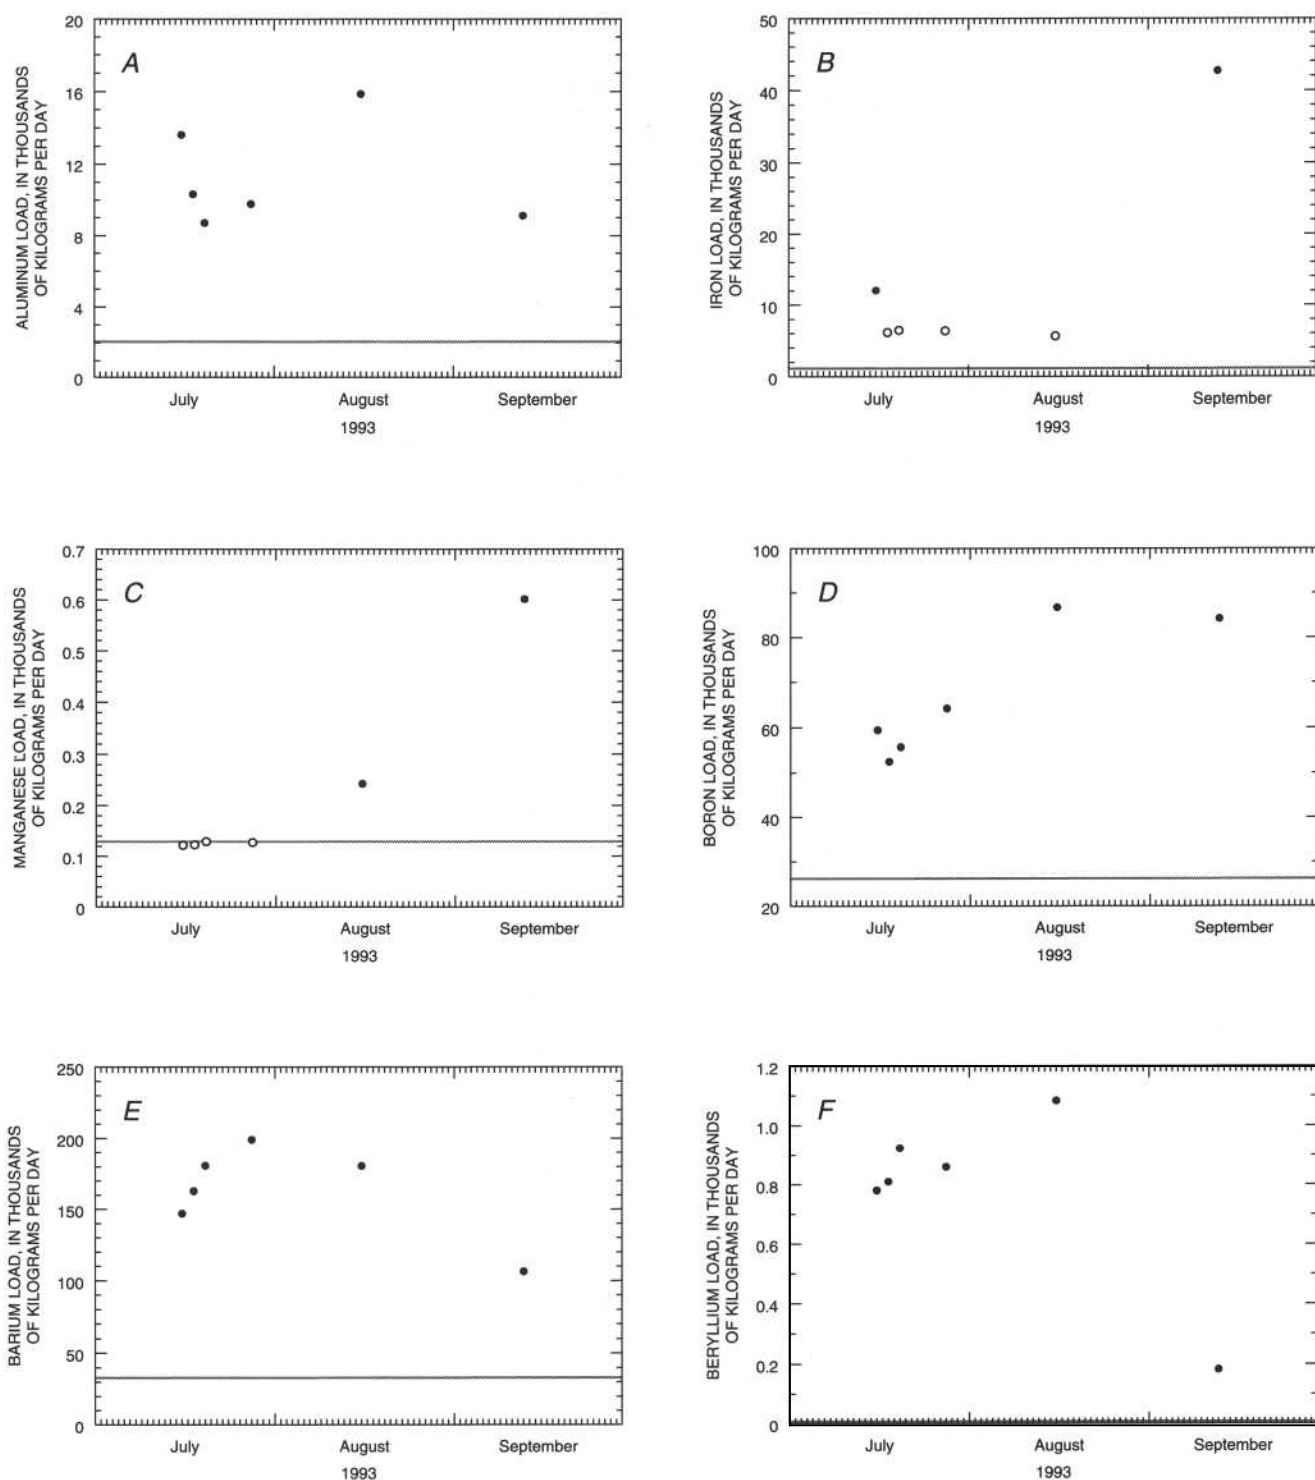 A
ALUMINUM LOAD, IN THOUSANDS
OF KILOGRAMS PER DAY
20
16
12
8
4
0
July August September
1993
B
IRON LOAD, IN THOUSANDS
OF KILOGRAMS PER DAY
50
40
30
20
10
0
July August September
1993
C
MANGANESE LOAD, IN THOUSANDS
OF KILOGRAMS PER DAY
0.7
0.6
0.5
0.4
0.3
0.2
0.1
0
July August September
1993
D
BORON LOAD, IN THOUSANDS
OF KILOGRAMS PER DAY
100
80
60
40
20
July August September
1993
E
BARIUM LOAD, IN THOUSANDS
OF KILOGRAMS PER DAY
250
200
150
100
50
0
July August September
1993
F
BERYLLIUM LOAD, IN THOUSANDS
OF KILOGRAMS PER DAY
1.2
1.0
0.8
0.6
0.4
0.2
0
July August September
1993